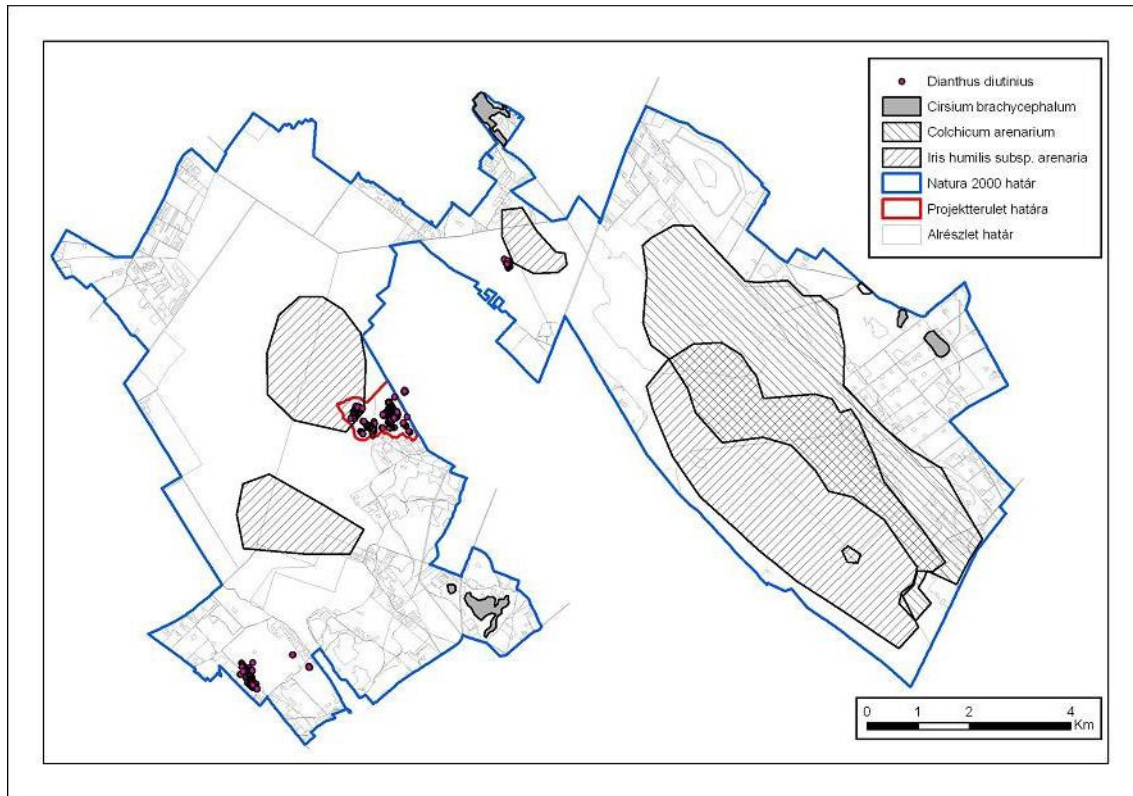 Dianthus diutinius
Cirsium brachycephalum
Colchicum arenarium
Iris humilis subsp. arenaria
Natura 2000 határ
Projektterulet határa
Alrészlet határ
0 1 2 4
Km